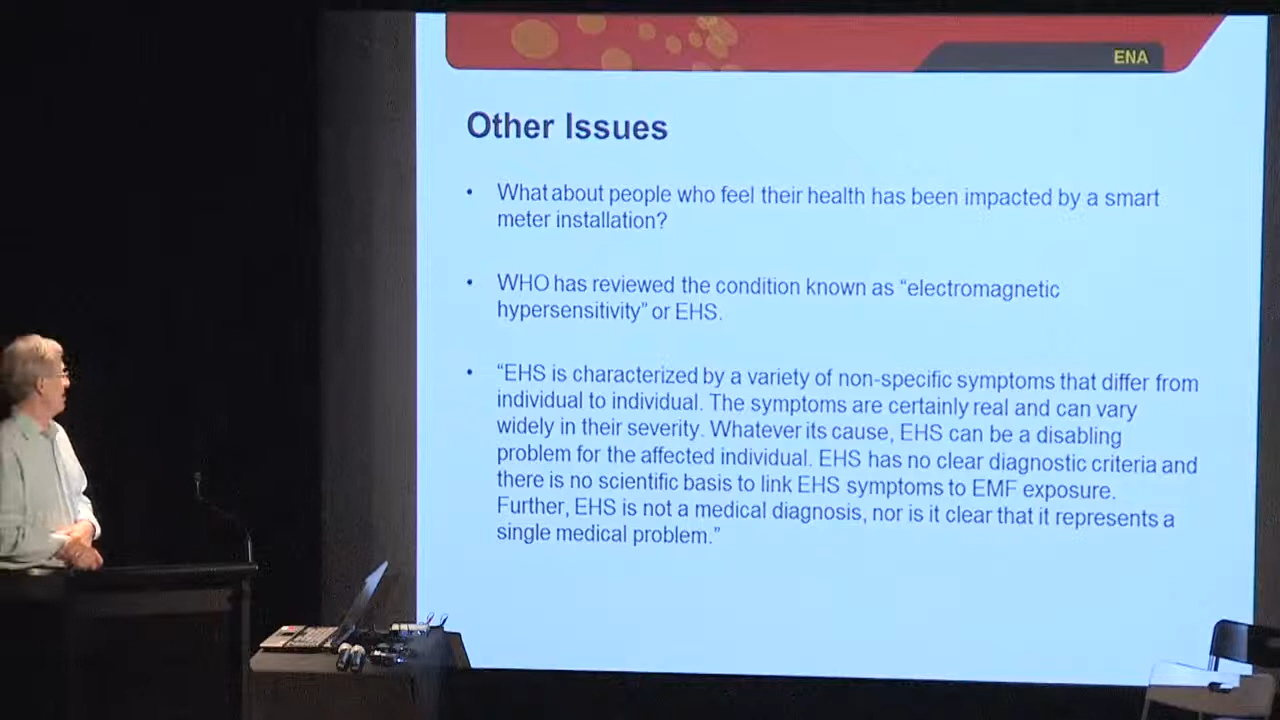 ENA
Other Issues
• What about people who feel their health has been impacted by a smart
meter installation?
• WHO has reviewed the condition known as “electromagnetic
hypersensitivity” or EHS.
• “EHS is characterized by a variety of non-specific symptoms that differ from
individual to individual. The symptoms are certainly real and can vary
widely in their severity. Whatever its cause, EHS can be a disabling
problem for the affected individual. EHS has no clear diagnostic criteria and
there is no scientific basis to link EHS symptoms to EMF exposure.
Further, EHS is not a medical diagnosis, nor is it clear that it represents a
single medical problem.”